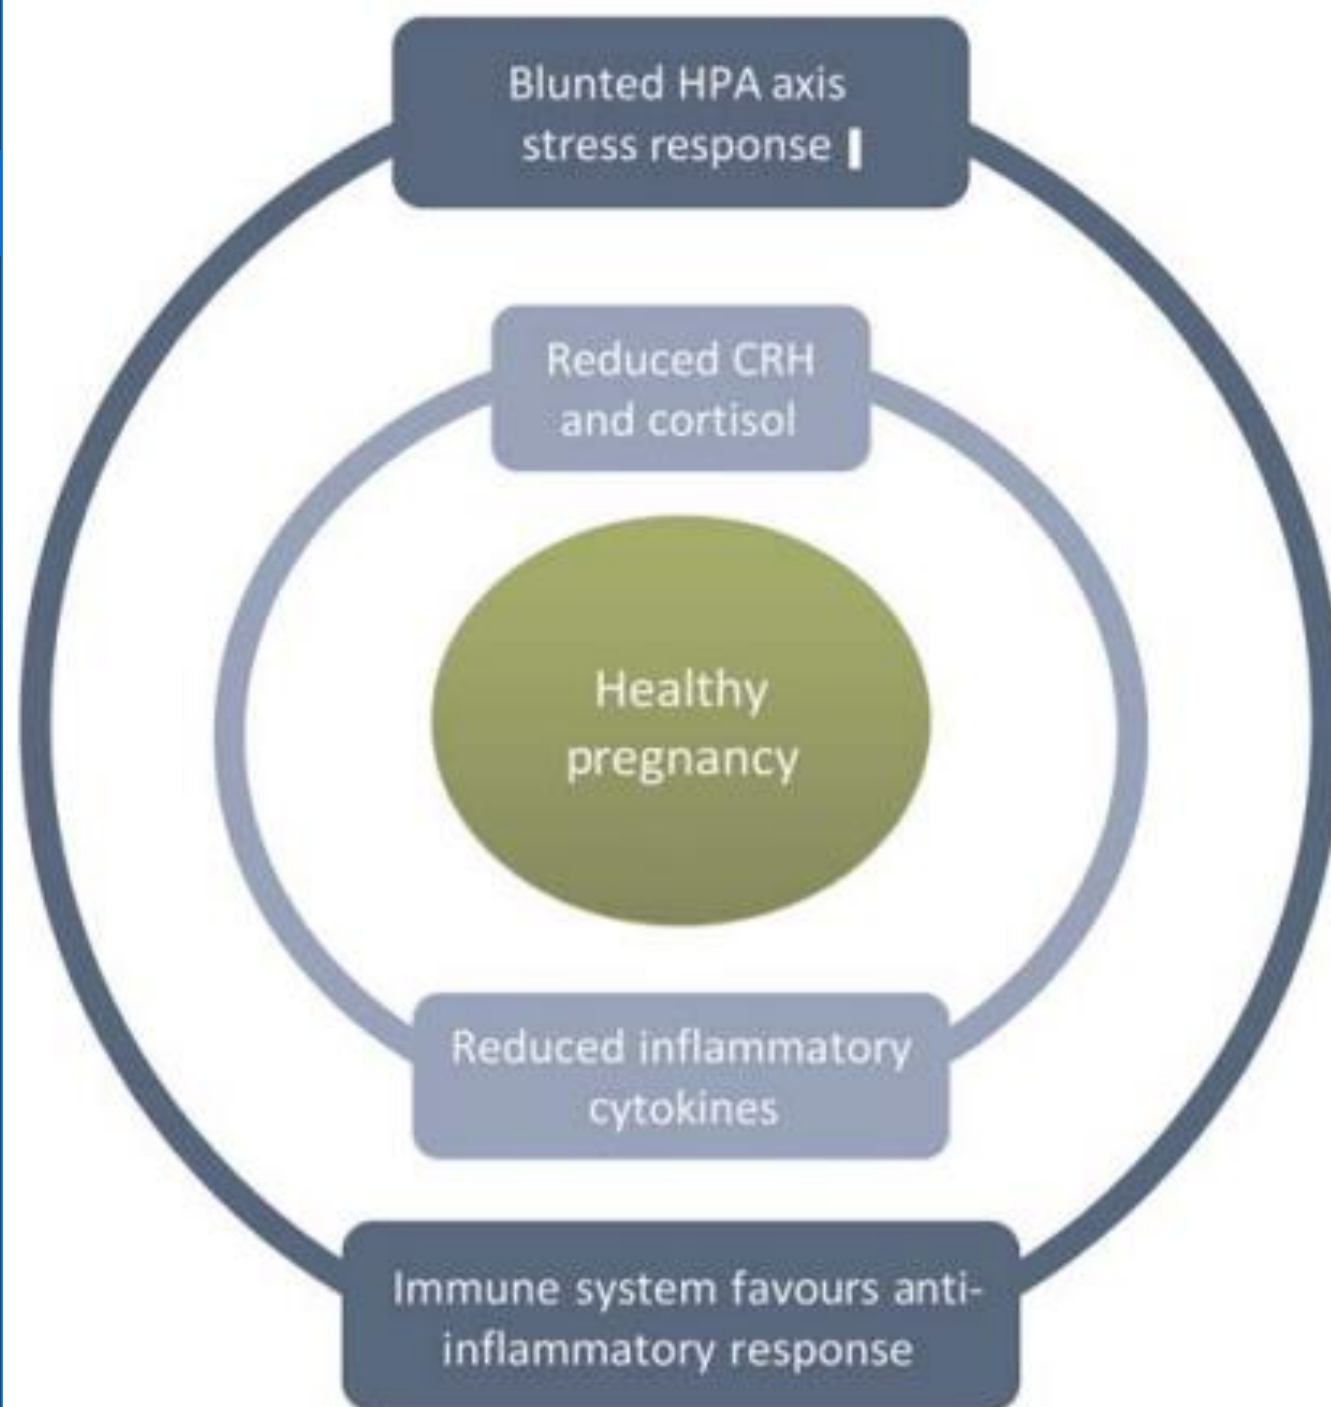 Blunted HPA axis
stress response
Reduced CRH
and cortisol
Healthy
pregnancy
Reduced inflammatory
cytokines
Immune system favours anti-
inflammatory response